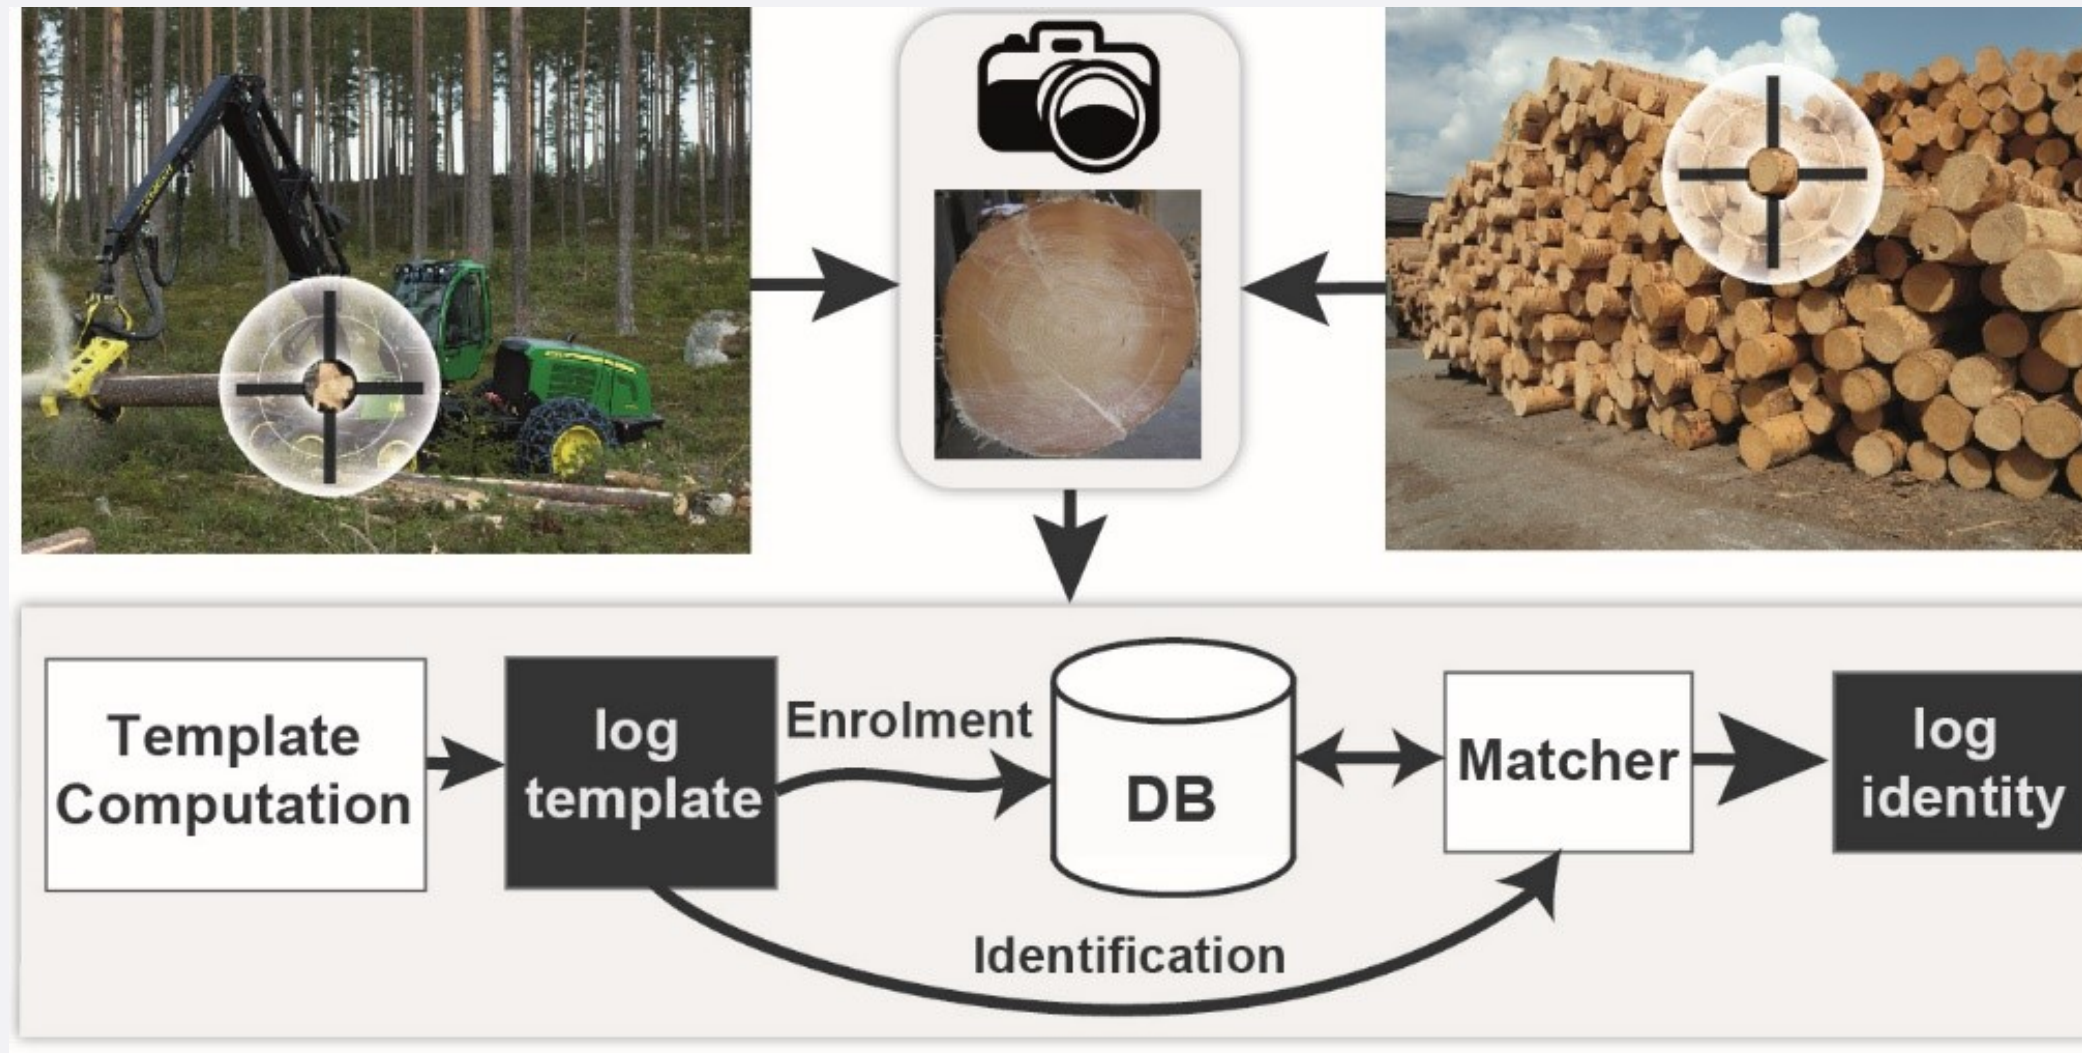 Template
Computation
log
template
Enrolment
DB
Matcher
log
identity
Identification